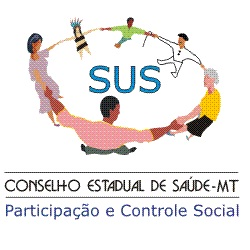 SUS
CONSELHO ESTADUAL DE SAÚDE-MT
Participação e Controle Social